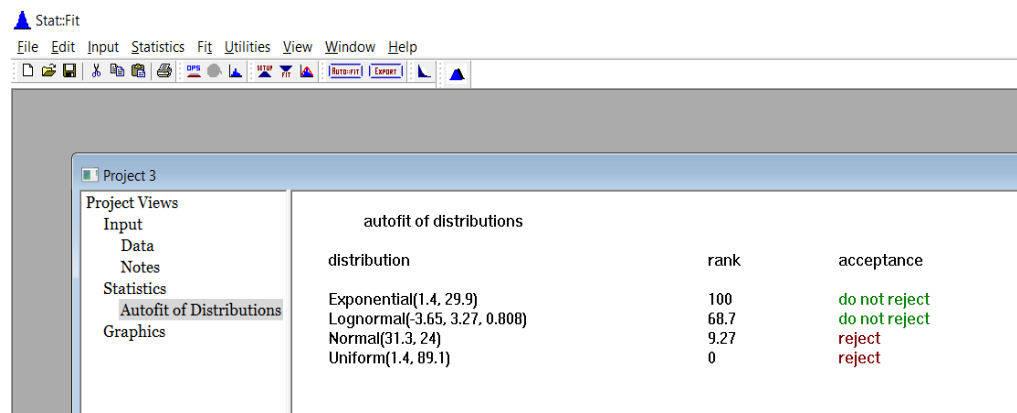 Stat::Fit
File Edit Input Statistics Fit Utilities View Window Help
OPS SETUP FIT AUTO::FIT EXPORT
Project 3
Project Views
Input
Data
Notes
Statistics
Autofit of Distributions
Graphics
autofit of distributions
distribution rank acceptance
Exponential(1.4, 29.9) 100 do not reject
Lognormal(-3.65, 3.27, 0.808) 68.7 do not reject
Normal(31.3, 24) 9.27 reject
Uniform(1.4, 89.1) 0 reject